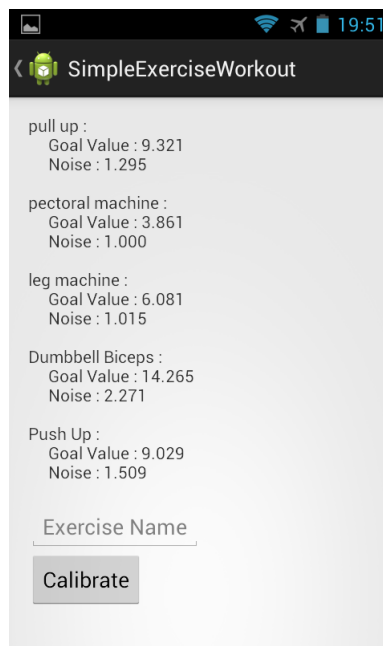 19:51
SimpleExerciseWorkout
pull up :
Goal Value : 9.321
Noise : 1.295
pectoral machine :
Goal Value : 3.861
Noise : 1.000
leg machine :
Goal Value : 6.081
Noise : 1.015
Dumbbell Biceps :
Goal Value : 14.265
Noise : 2.271
Push Up :
Goal Value : 9.029
Noise : 1.509
Exercise Name
Calibrate